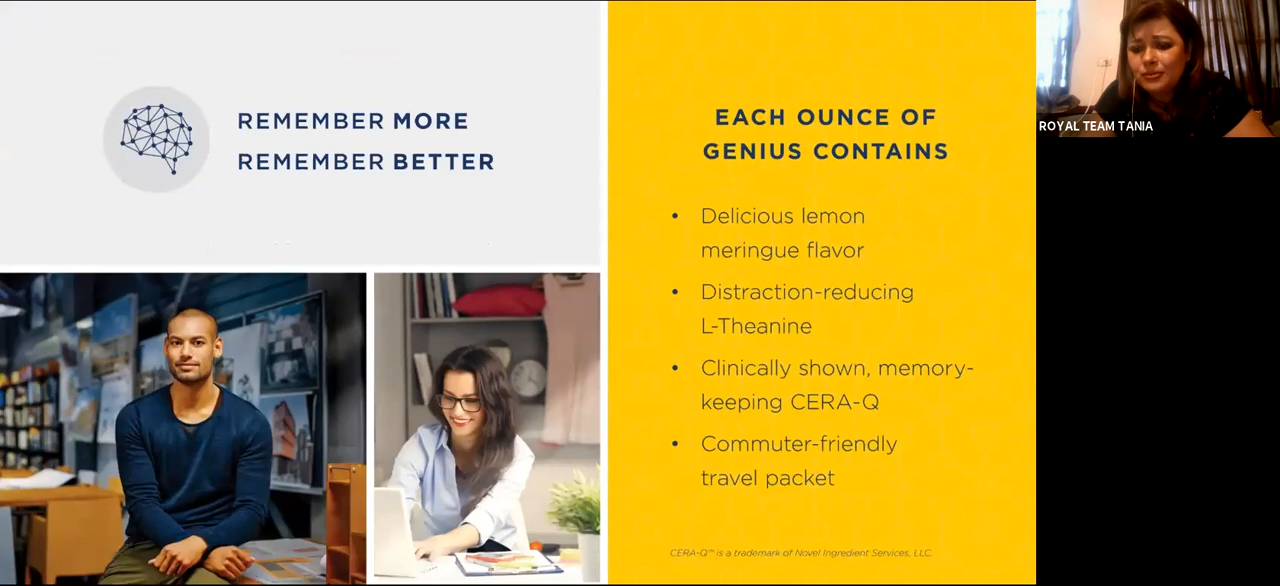 REMEMBER MORE
REMEMBER BETTER
EACH OUNCE OF
GENIUS CONTAINS
• Delicious lemon
meringue flavor
• Distraction-reducing
L-Theanine
• Clinically shown, memory-
keeping CERA-Q
• Commuter-friendly
travel packet
CERA-Q™ is a trademark of Novel Ingredient Services, LLC.
ROYAL TEAM TANIA